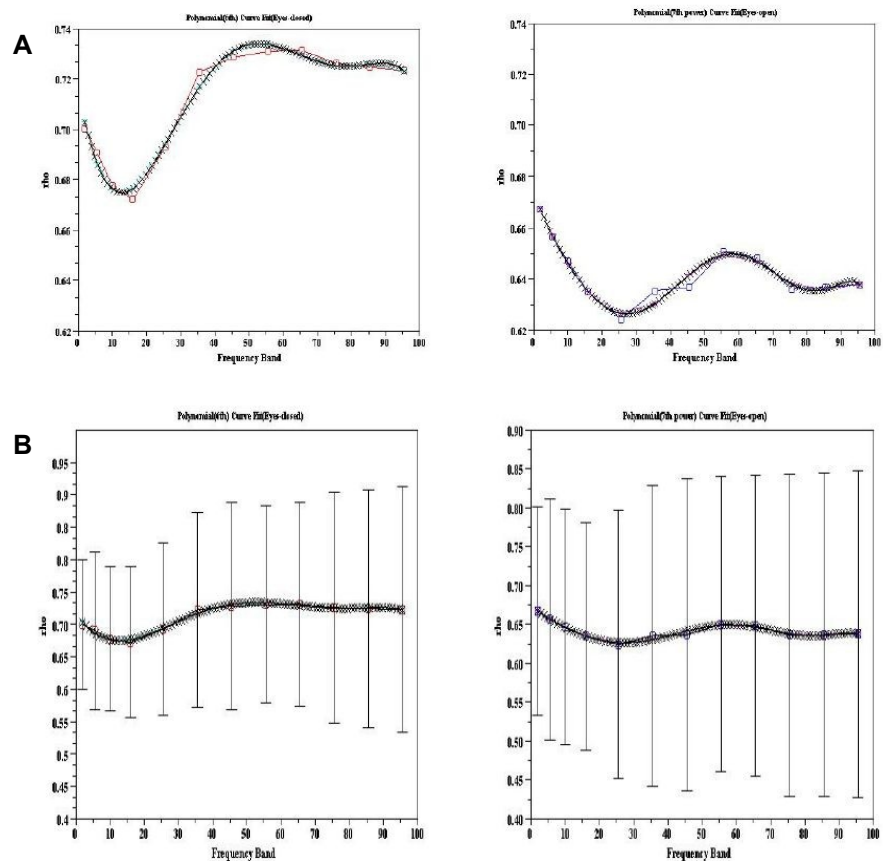 A
Polynomial(6th) Curve Fit(Eyes-closed)
0.74
0.72
0.70
0.68
0.66
0.64
0.62
rho
0 10 20 30 40 50 60 70 80 90 100
Frequency Band
Polynomial(7th power) Curve Fit(Eyes-open)
0.74
0.72
0.70
0.68
0.66
0.64
0.62
rho
0 10 20 30 40 50 60 70 80 90 100
Frequency Band
B
Polynomial(6th) Curve Fit(Eyes-closed)
0.95
0.9
0.8
0.8
0.75
0.7
0.65
0.6
0.5
0.5
0.45
0.4
rho
0 10 20 30 40 50 60 70 80 90 100
Frequency Band
Polynomial(7th power) Curve Fit(Eyes-open)
0.90
0.85
0.80
0.75
0.70
0.65
0.60
0.55
0.50
0.45
0.40
rho
0 10 20 30 40 50 60 70 80 90 100
Frequency Band